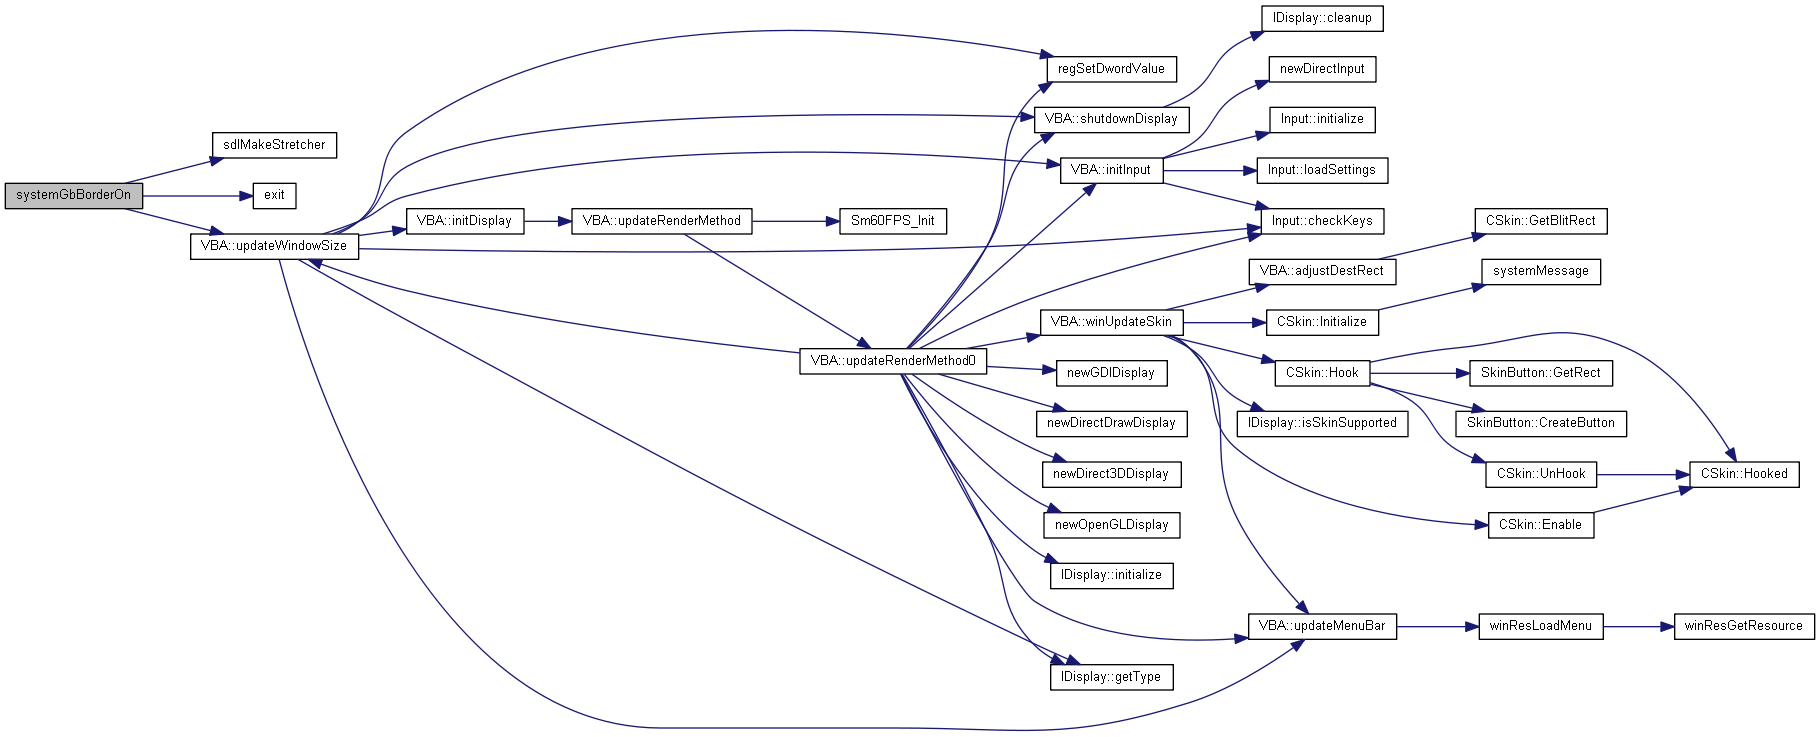 IDisplay::cleanup
regSetDwordValue
newDirectInput
VBA::shutdownDisplay
Input::initialize
sdlMakeStretcher
VBA::initInput
Input::loadSettings
systemGbBorderOn
exit
VBA::initDisplay
VBA::updateRenderMethod
Sm60FPS_Init
Input::checkKeys
CSkin::GetBlitRect
VBA::updateWindowSize
VBA::adjustDestRect
systemMessage
VBA::winUpdateSkin
CSkin::Initialize
VBA::updateRenderMethod0
newGDIDisplay
CSkin::Hook
SkinButton::GetRect
newDirectDrawDisplay
IDisplay::isSkinSupported
SkinButton::CreateButton
newDirect3DDisplay
CSkin::UnHook
CSkin::Hooked
newOpenGLDisplay
CSkin::Enable
IDisplay::initialize
VBA::updateMenuBar
winResLoadMenu
winResGetResource
IDisplay::getType